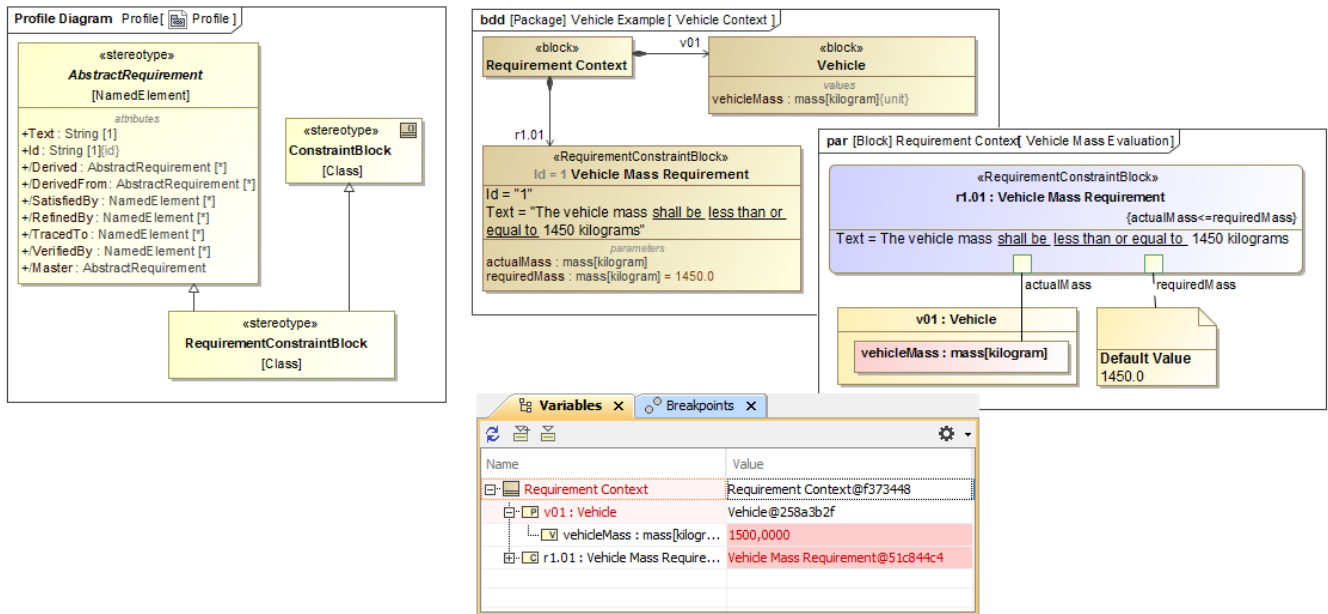 Profile Diagram Profile[ Profile ]
«stereotype»
AbstractRequirement
[NamedElement]
attributes
+Text : String [1]
+Id : String [1]{id}
+/Derived : AbstractRequirement [*]
+/DerivedFrom : AbstractRequirement [*]
+/SatisfiedBy : NamedElement [*]
+/RefinedBy : NamedElement [*]
+/TracedTo : NamedElement [*]
+/VerifiedBy : NamedElement [*]
+/Master : AbstractRequirement
«stereotype»
ConstraintBlock
[Class]
«stereotype»
RequirementConstraintBlock
[Class]
bdd [Package] Vehicle Example [ Vehicle Context ]
«block»
Requirement Context
v01
«block»
Vehicle
values
vehicleMass : mass[kilogram]{unit}
r1.01
«RequirementConstraintBlock»
Id = 1 Vehicle Mass Requirement
Id = "1"
Text = "The vehicle mass shall be less than or
equal to 1450 kilograms"
parameters
actualMass : mass[kilogram]
requiredMass : mass[kilogram] = 1450.0
par [Block] Requirement Context[ Vehicle Mass Evaluation]
«RequirementConstraintBlock»
r1.01 : Vehicle Mass Requirement
{actualMass<=requiredMass}
Text = The vehicle mass shall be less than or equal to 1450 kilograms
actualMass
requiredMass
v01 : Vehicle
vehicleMass : mass[kilogram]
Default Value
1450.0
Variables
Breakpoints
Name Value
Requirement Context Requirement Context@f373448
P v01 : Vehicle Vehicle@258a3b2f
V vehicleMass : mass[kilogr... 1500,0000
C r1.01 : Vehicle Mass Require... Vehicle Mass Requirement@51c844c4